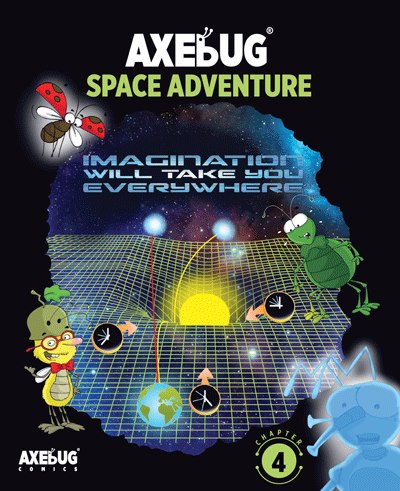 AXEBUG®
SPACE ADVENTURE
IMAGINATION
WILL TAKE YOU
EVERYWHERE
CHAPTER
4
AXEBUG
COMICS